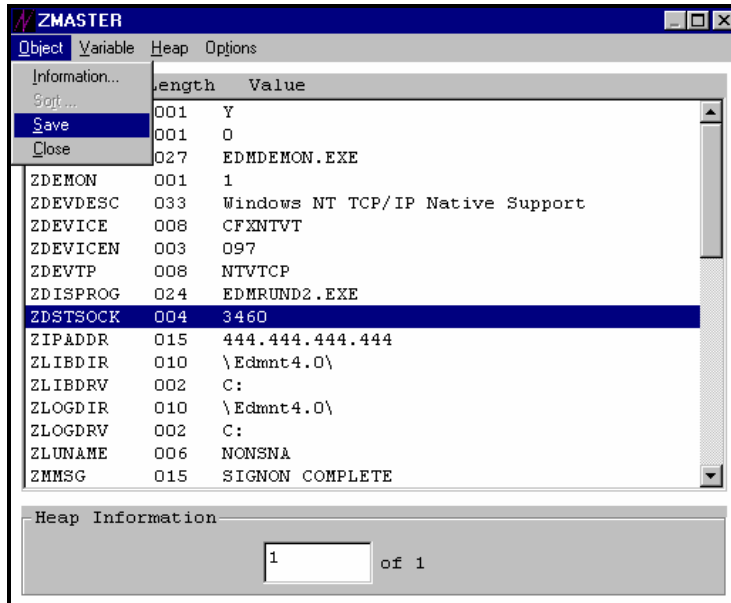 ZMASTER
Object Variable Heap Options
Information...
Sort ...
Save
Close
Length Value
001 Y
001 0
027 EDMDEMON.EXE
ZDEMON 001 1
ZDEVDESC 033 Windows NT TCP/IP Native Support
ZDEVICE 008 CFXNTVT
ZDEVICEN 003 097
ZDEVTP 008 NTVTCP
ZDISPROG 024 EDMRUND2.EXE
ZDSTSOCK 004 3460
ZIPADDR 015 444.444.444.444
ZLIBDIR 010 \Edmnt4.0\
ZLIBDRV 002 C:
ZLOGDIR 010 \Edmnt4.0\
ZLOGDRV 002 C:
ZLUNAME 006 NONSNA
ZMMSG 015 SIGNON COMPLETE
Heap Information
1 of 1